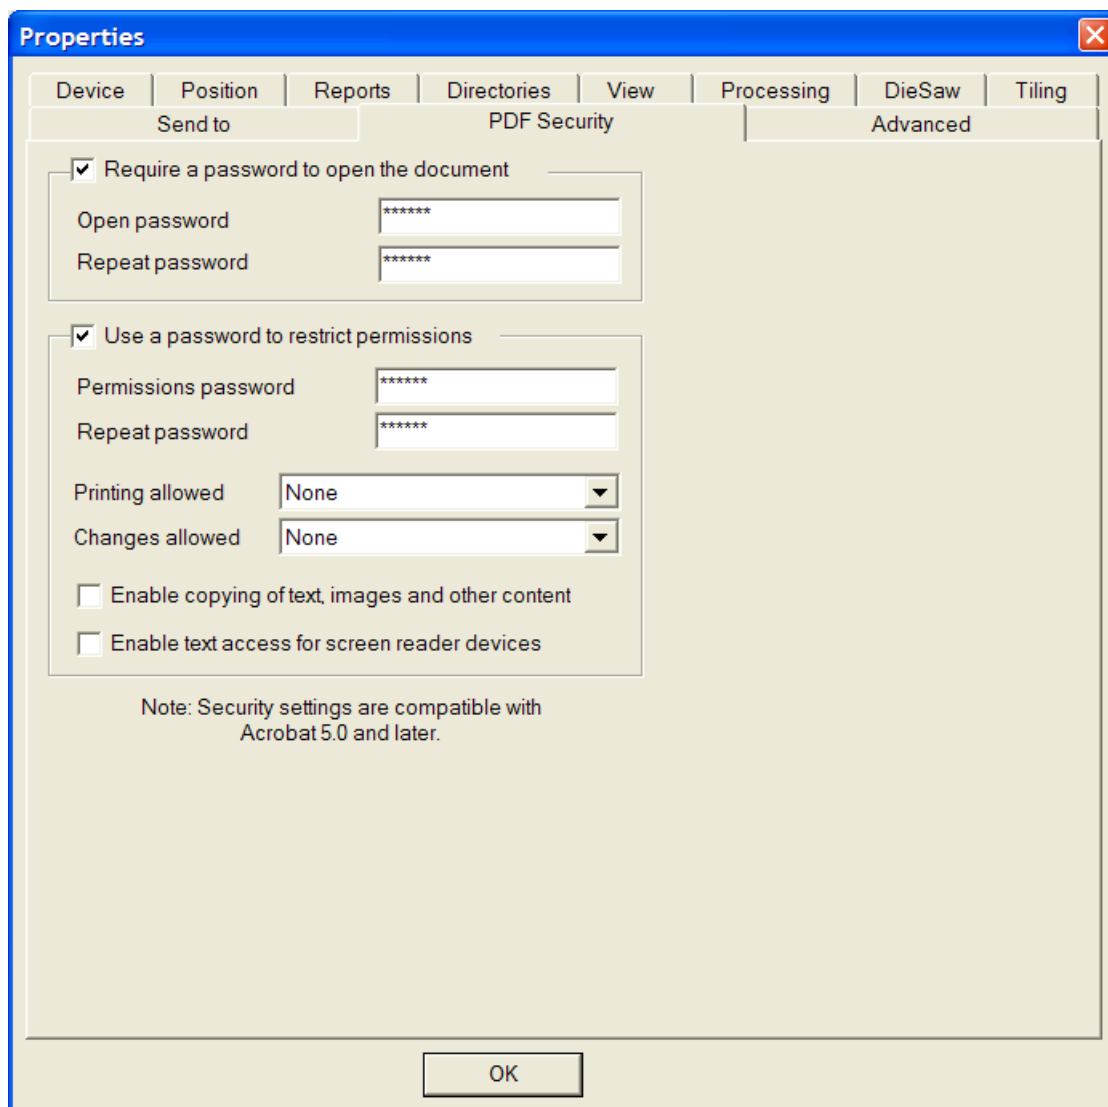 Properties
Device Position Reports Directories View Processing DieSaw Tiling
Send to PDF Security Advanced
Require a password to open the document
Open password ******
Repeat password ******
Use a password to restrict permissions
Permissions password ******
Repeat password ******
Printing allowed None
Changes allowed None
Enable copying of text, images and other content
Enable text access for screen reader devices
Note: Security settings are compatible with
Acrobat 5.0 and later.
OK